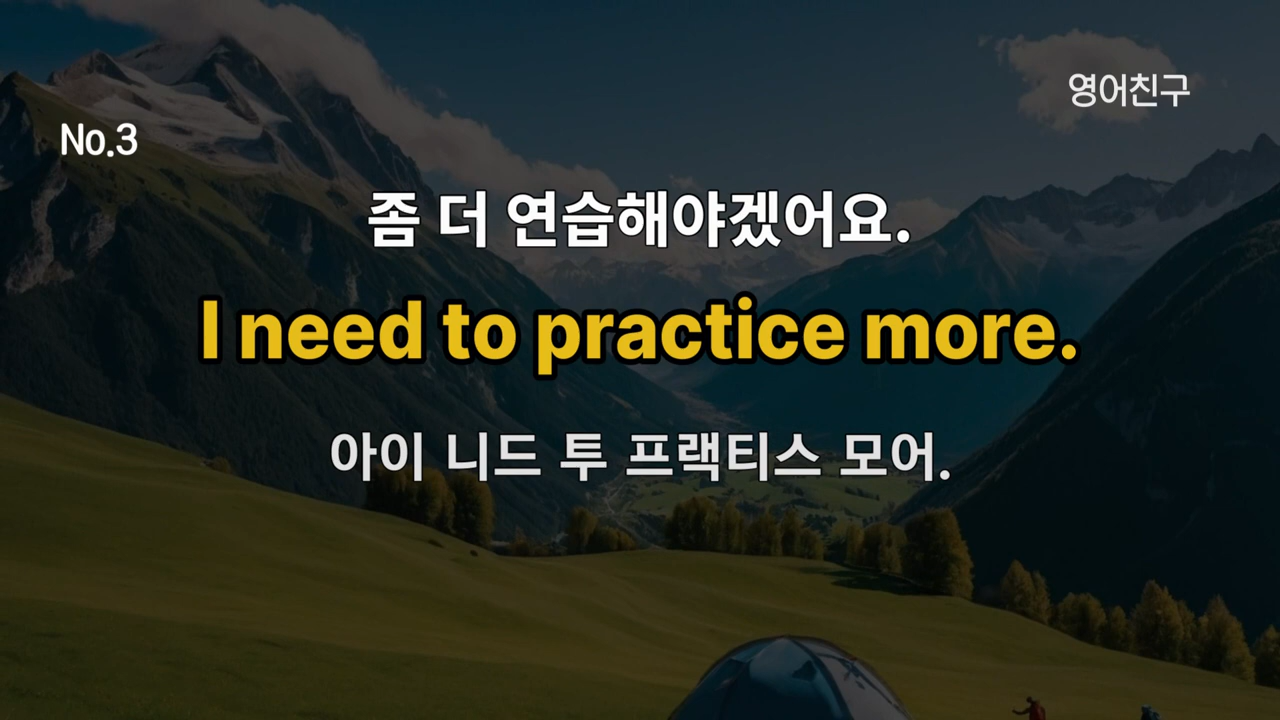 영어친구
No.3
좀 더 연습해야겠어요.
I need to practice more.
아이 니드 투 프랙티스 모어.